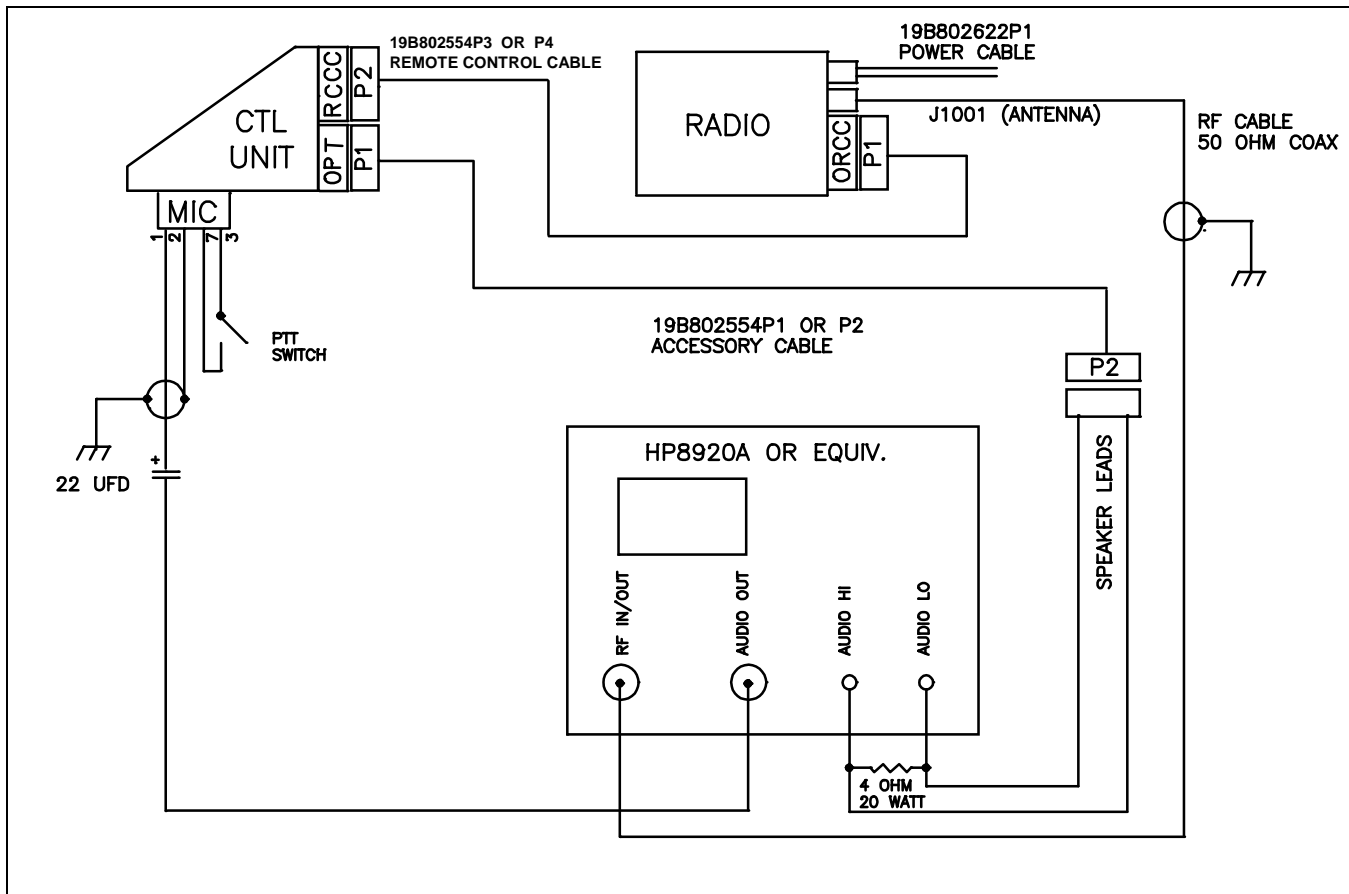 19B802554P3 OR P4
REMOTE CONTROL CABLE
19B802622P1
POWER CABLE
RCCC
P2
CTL
UNIT
OPT
P1
RADIO
ORCC
P1
J1001 (ANTENNA)
RF CABLE
50 OHM COAX
MIC
1
2
7
3
PTT
SWITCH
19B802554P1 OR P2
ACCESSORY CABLE
P2
+
22 UFD
HP8920A OR EQUIV.
SPEAKER LEADS
RF IN/OUT
AUDIO OUT
AUDIO HI
AUDIO LO
4 OHM
20 WATT